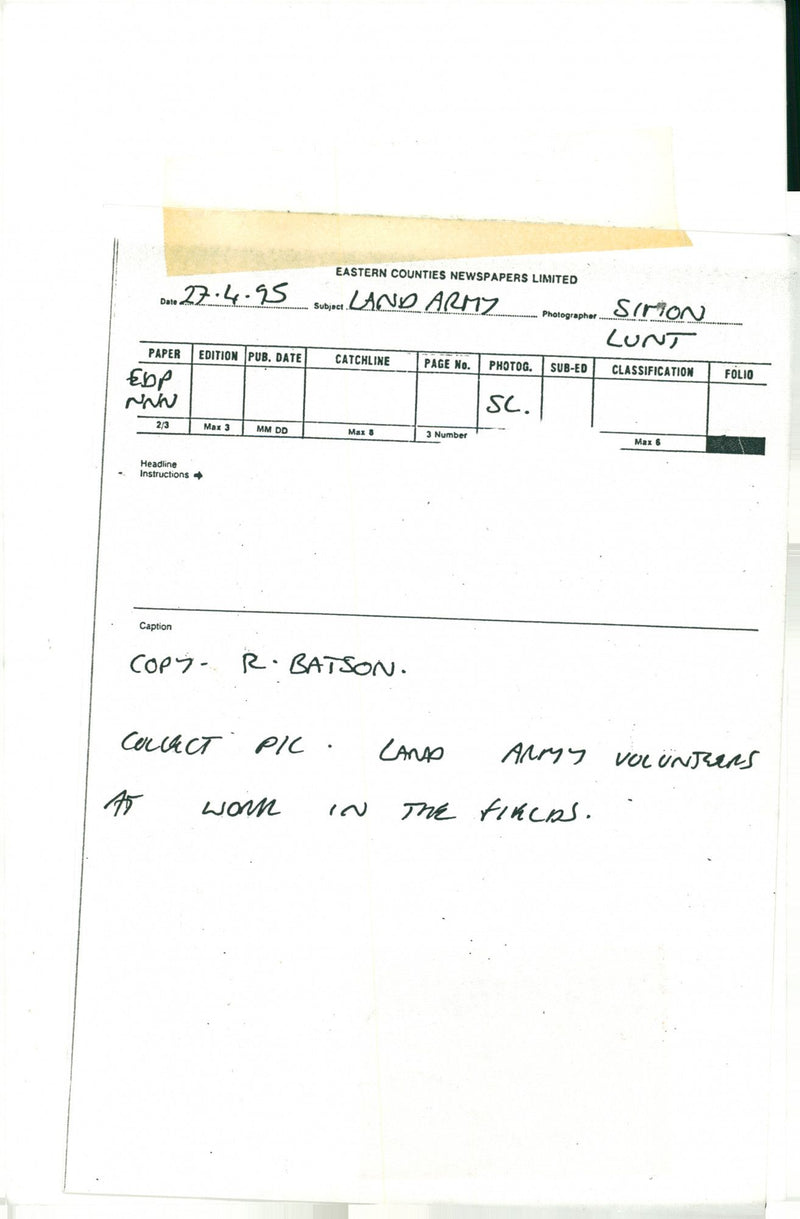 EASTERN COUNTIES NEWSPAPERS LIMITED
Date 27.4.95 Subject LAND ARMY Photographer SIMON
LUNT
PAPER EDITION PUB. DATE CATCHLINE PAGE No. PHOTOG. SUB-ED CLASSIFICATION FOLIO
EDP
NNN SL.
2/3 Max 3 MM DD Max 8 3 Number Max 6
Headline
Instructions →
Caption
COPY- R. BATSON.
COLLECT PIC. LAND ARMY VOLUNTEERS
AT WORK IN THE FIELDS.